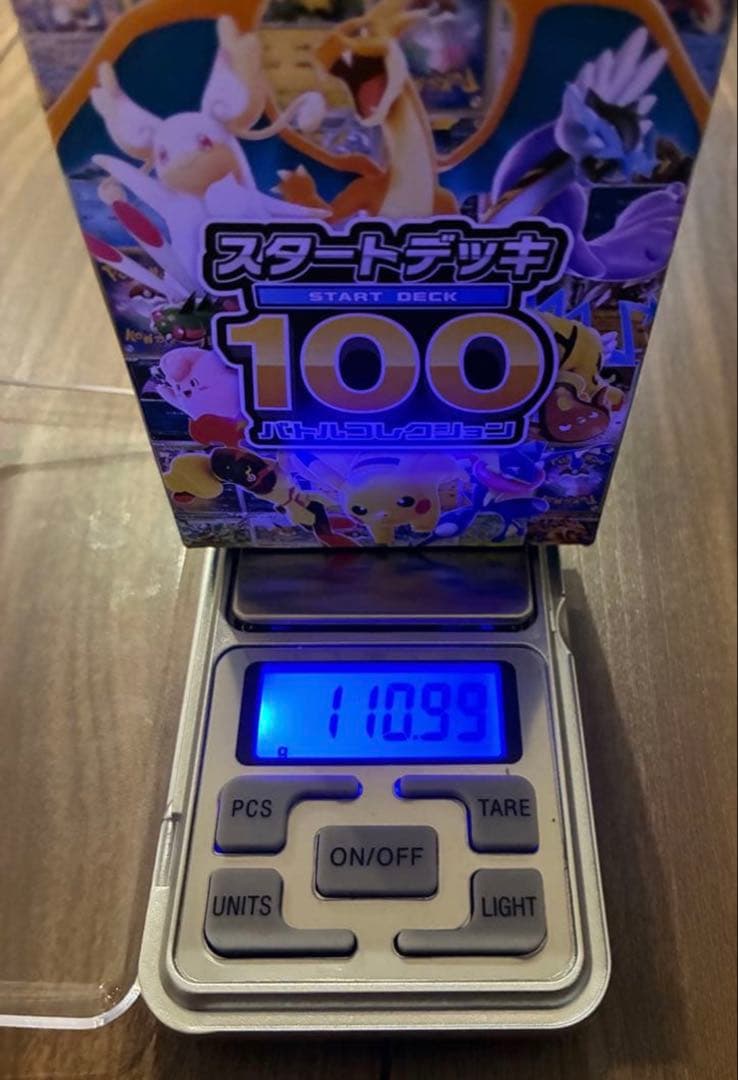 スタートデッキ
START DECK
100
バトルコレクション
110.99
g
PCS
TARE
ON/OFF
UNITS
LIGHT